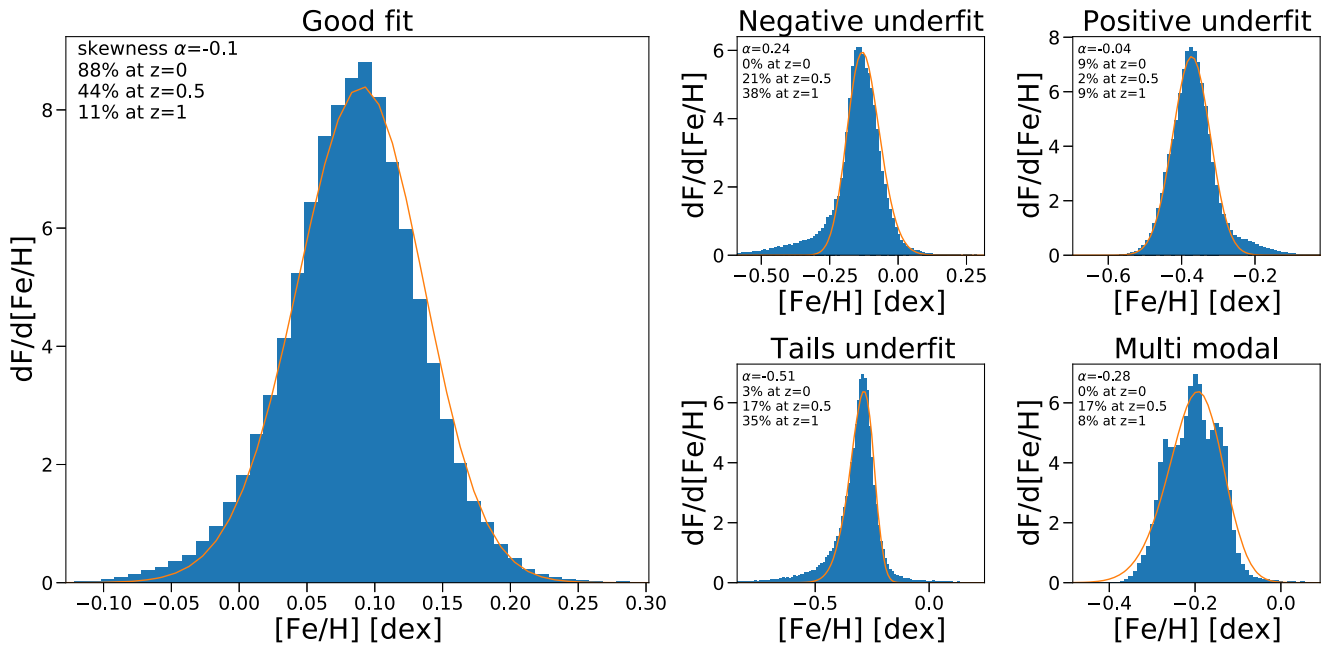 Good fit
skewness α=-0.1
88% at z=0
44% at z=0.5
11% at z=1
dF/d[Fe/H]
8
6
4
2
0
−0.10 −0.05 0.00 0.05 0.10 0.15 0.20 0.25 0.30
[Fe/H] [dex]
Negative underfit
α=0.24
0% at z=0
21% at z=0.5
38% at z=1
dF/d[Fe/H]
6
4
2
0
−0.50 −0.25 0.00 0.25
[Fe/H] [dex]
Positive underfit
α=-0.04
9% at z=0
2% at z=0.5
9% at z=1
dF/d[Fe/H]
8
6
4
2
0
−0.6 −0.4 −0.2
[Fe/H] [dex]
Tails underfit
α=-0.51
3% at z=0
17% at z=0.5
35% at z=1
dF/d[Fe/H]
6
4
2
0
−0.5 0.0
[Fe/H] [dex]
Multi modal
α=-0.28
0% at z=0
17% at z=0.5
8% at z=1
dF/d[Fe/H]
6
4
2
0
−0.4 −0.2 0.0
[Fe/H] [dex]